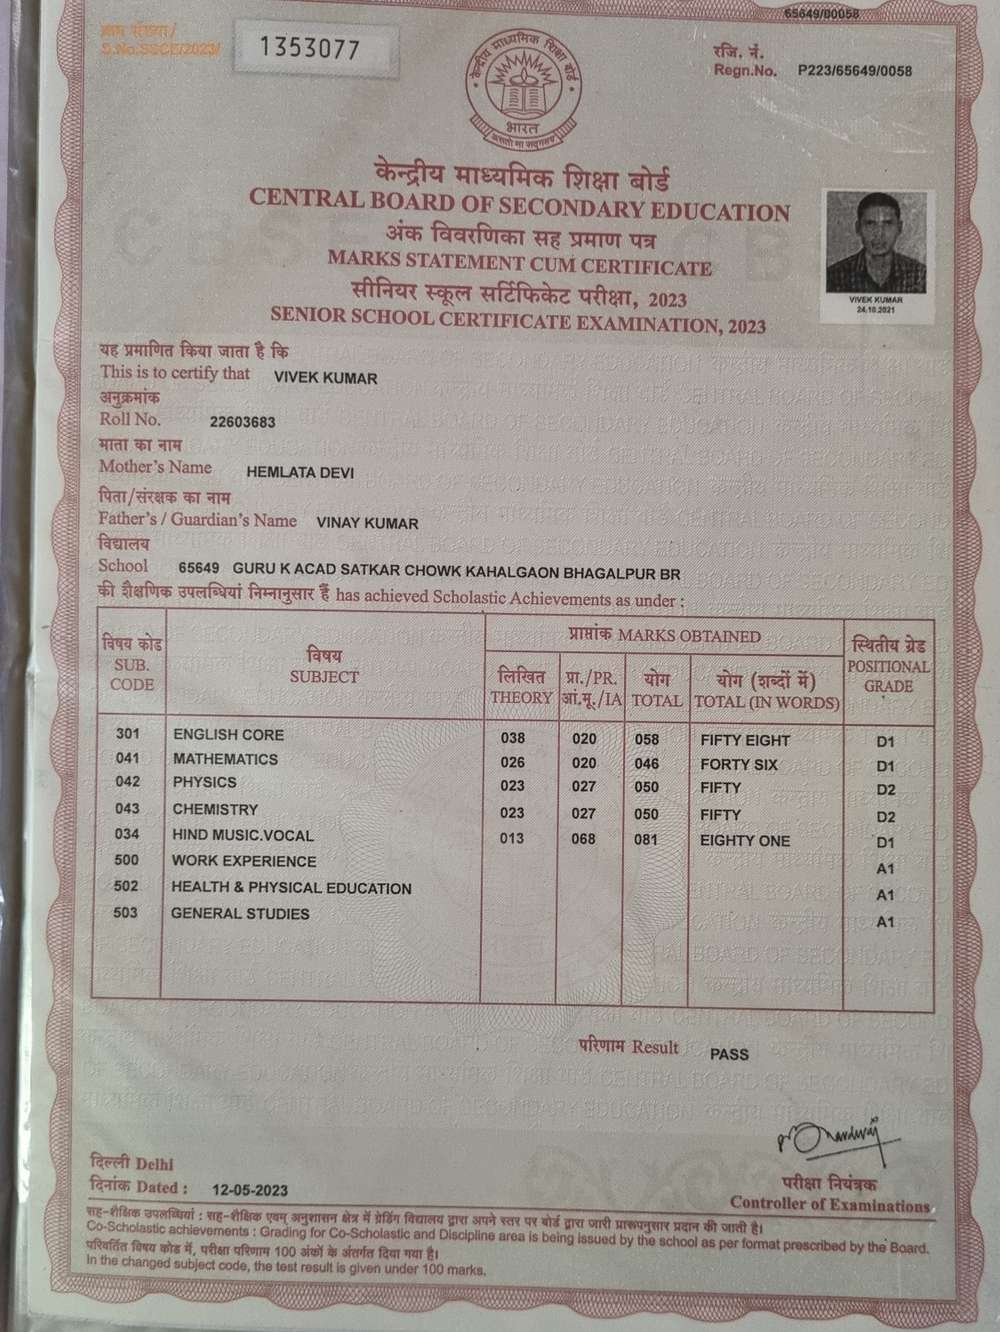 65649/00058
क्रम संख्या/
S.No.SSCE/2023/
1353077
रजि. नं.
Regn.No. P223/65649/0058
केन्द्रीय माध्यमिक शिक्षा बोर्ड
भारत
असतो मा सद्गमय
केन्द्रीय माध्यमिक शिक्षा बोर्ड
CENTRAL BOARD OF SECONDARY EDUCATION
अंक विवरणिका सह प्रमाण पत्र
MARKS STATEMENT CUM CERTIFICATE
सीनियर स्कूल सर्टिफिकेट परीक्षा, 2023
SENIOR SCHOOL CERTIFICATE EXAMINATION, 2023
VIVEK KUMAR
24.10.2021
यह प्रमाणित किया जाता है कि
This is to certify that VIVEK KUMAR
अनुक्रमांक
Roll No. 22603683
माता का नाम
Mother's Name HEMLATA DEVI
पिता/संरक्षक का नाम
Father's / Guardian's Name VINAY KUMAR
विद्यालय
School 65649 GURU K ACAD SATKAR CHOWK KAHALGAON BHAGALPUR BR
की शैक्षणिक उपलब्धियां निम्नानुसार हैं has achieved Scholastic Achievements as under :
विषय कोड SUB. CODE
विषय SUBJECT
प्राप्तांक MARKS OBTAINED
लिखित THEORY
प्रा./PR. आं.मू./IA
योग TOTAL
योग (शब्दों में) TOTAL (IN WORDS)
स्थितीय ग्रेड POSITIONAL GRADE
301 ENGLISH CORE 038 020 058 FIFTY EIGHT D1
041 MATHEMATICS 026 020 046 FORTY SIX D1
042 PHYSICS 023 027 050 FIFTY D2
043 CHEMISTRY 023 027 050 FIFTY D2
034 HIND MUSIC.VOCAL 013 068 081 EIGHTY ONE D1
500 WORK EXPERIENCE A1
502 HEALTH & PHYSICAL EDUCATION A1
503 GENERAL STUDIES A1
परिणाम Result PASS
दिल्ली Delhi
दिनांक Dated : 12-05-2023
परीक्षा नियंत्रक
Controller of Examinations
सह-शैक्षिक उपलब्धियां : सह-शैक्षिक एवम् अनुशासन क्षेत्र में ग्रेडिंग विद्यालय द्वारा अपने स्तर पर बोर्ड द्वारा जारी प्रारूपनुसार प्रदान की जाती है।
Co-Scholastic achievements : Grading for Co-Scholastic and Discipline area is being issued by the school as per format prescribed by the Board.
परिवर्तित विषय कोड में, परीक्षा परिणाम 100 अंकों के अंतर्गत दिया गया है।
In the changed subject code, the test result is given under 100 marks.